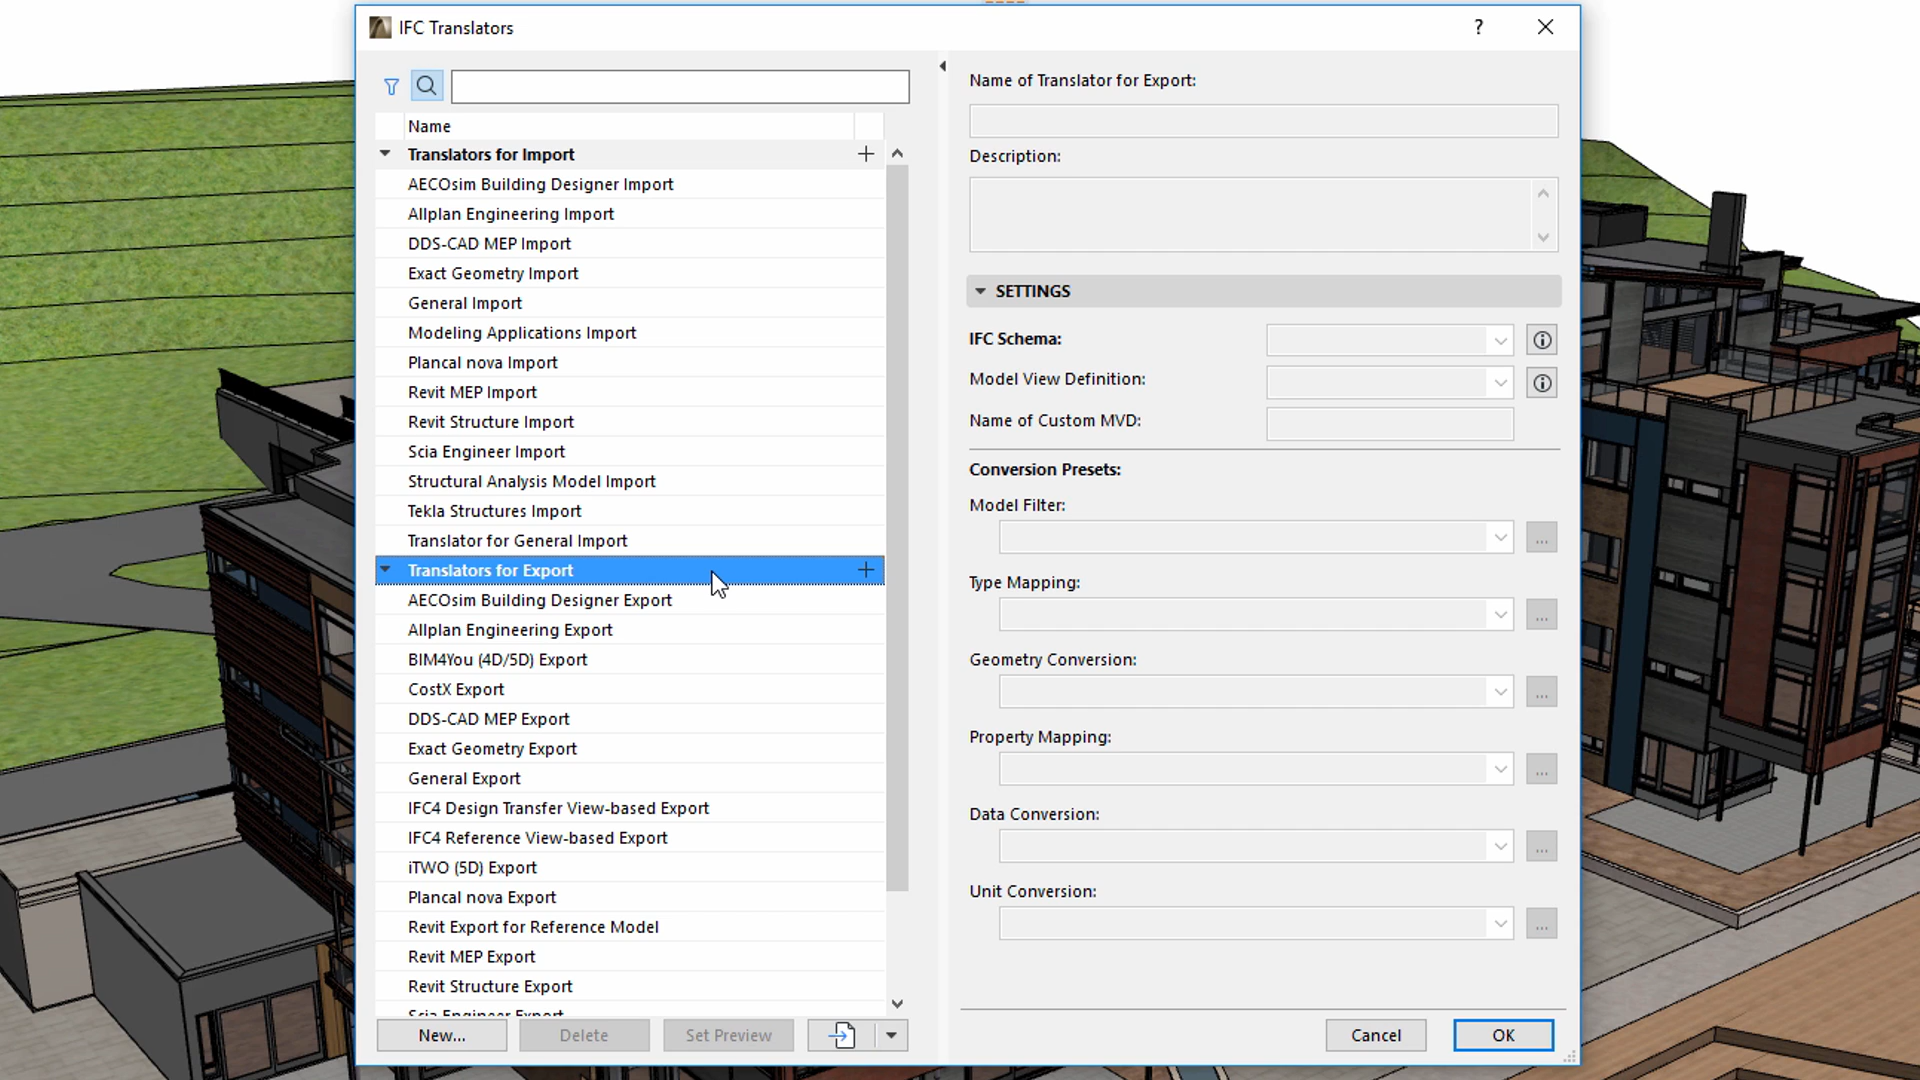 IFC Translators
?
Name
Translators for Import
AECOsim Building Designer Import
Allplan Engineering Import
DDS-CAD MEP Import
Exact Geometry Import
General Import
Modeling Applications Import
Plancal nova Import
Revit MEP Import
Revit Structure Import
Scia Engineer Import
Structural Analysis Model Import
Tekla Structures Import
Translator for General Import
Translators for Export
AECOsim Building Designer Export
Allplan Engineering Export
BIM4You (4D/5D) Export
CostX Export
DDS-CAD MEP Export
Exact Geometry Export
General Export
IFC4 Design Transfer View-based Export
IFC4 Reference View-based Export
iTWO (5D) Export
Plancal nova Export
Revit Export for Reference Model
Revit MEP Export
Revit Structure Export
Scia Engineer Export
New...
Delete
Set Preview
Name of Translator for Export:
Description:
SETTINGS
IFC Schema:
Model View Definition:
Name of Custom MVD:
Conversion Presets:
Model Filter:
...
Type Mapping:
...
Geometry Conversion:
...
Property Mapping:
...
Data Conversion:
...
Unit Conversion:
...
Cancel
OK